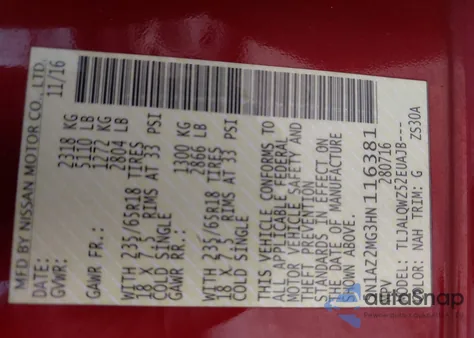 MFD BY NISSAN MOTOR CO., LTD.
DATE: 11/16
GVWR: 2318 KG
5110 LB
GAWR FR.: 1272 KG
2804 LB
WITH 235/65R18 TIRES
18 X 7.5 RIMS AT 33 PSI
COLD SINGLE
GAWR RR.: 1300 KG
2866 LB
WITH 235/65R18 TIRES
18 X 7.5 RIMS AT 33 PSI
COLD SINGLE
THIS VEHICLE CONFORMS TO
ALL APPLICABLE FEDERAL
MOTOR VEHICLE SAFETY AND
THEFT PREVENTION
STANDARDS IN EFFECT ON
THE DATE OF MANUFACTURE
SHOWN ABOVE.
5N1AZ2MG3HN116381
MPV 280716
MODEL: TLJALOWZ52EUAJB---
COLOR: NAH TRIM: G ZS30A
autosnap